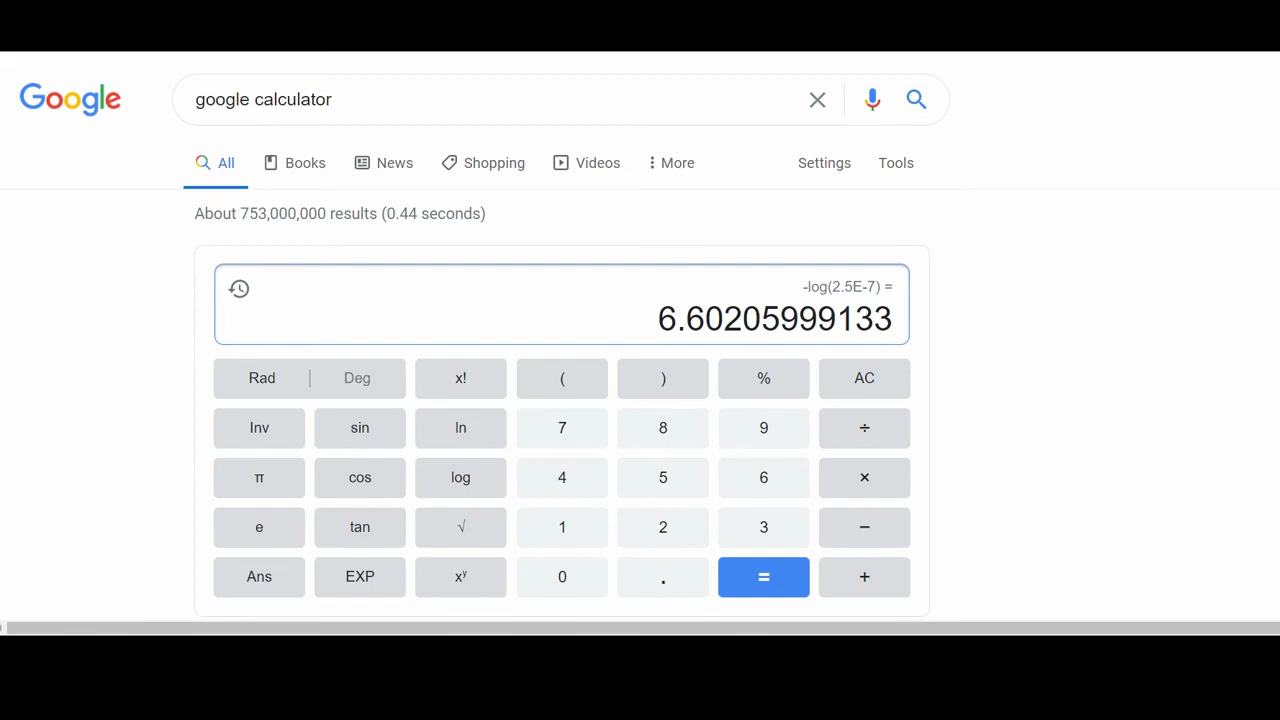 Google
google calculator
All Books News Shopping Videos More Settings Tools
About 753,000,000 results (0.44 seconds)
-log(2.5E-7) =
6.60205999133
Rad Deg x! ( ) % AC
Inv sin ln 7 8 9 ÷
π cos log 4 5 6 ×
e tan √ 1 2 3 −
Ans EXP xʸ 0 . = +